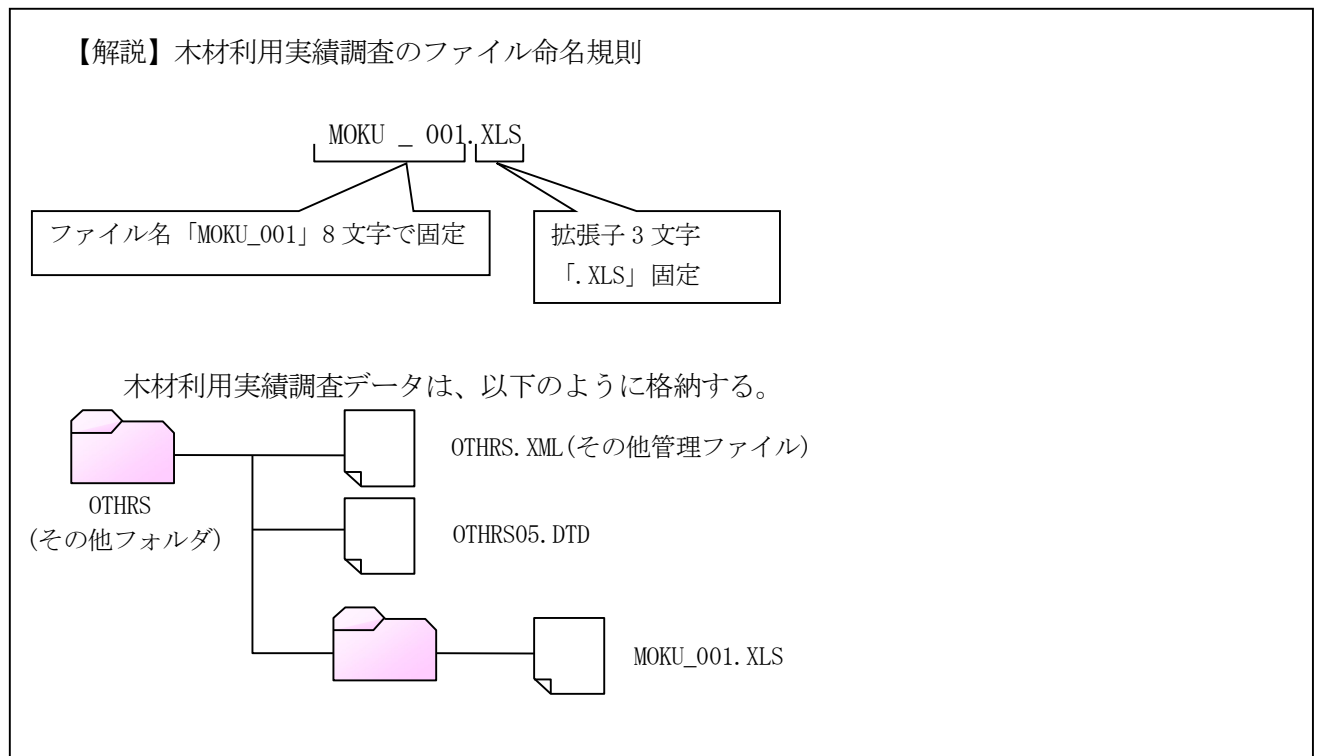 【解説】木材利用実績調査のファイル命名規則
MOKU _ 001.XLS
ファイル名「MOKU_001」8文字で固定
拡張子3文字
「.XLS」固定
木材利用実績調査データは、以下のように格納する。
OTHRS.XML(その他管理ファイル)
OTHRS
(その他フォルダ)
OTHRS05.DTD
MOKU_001.XLS